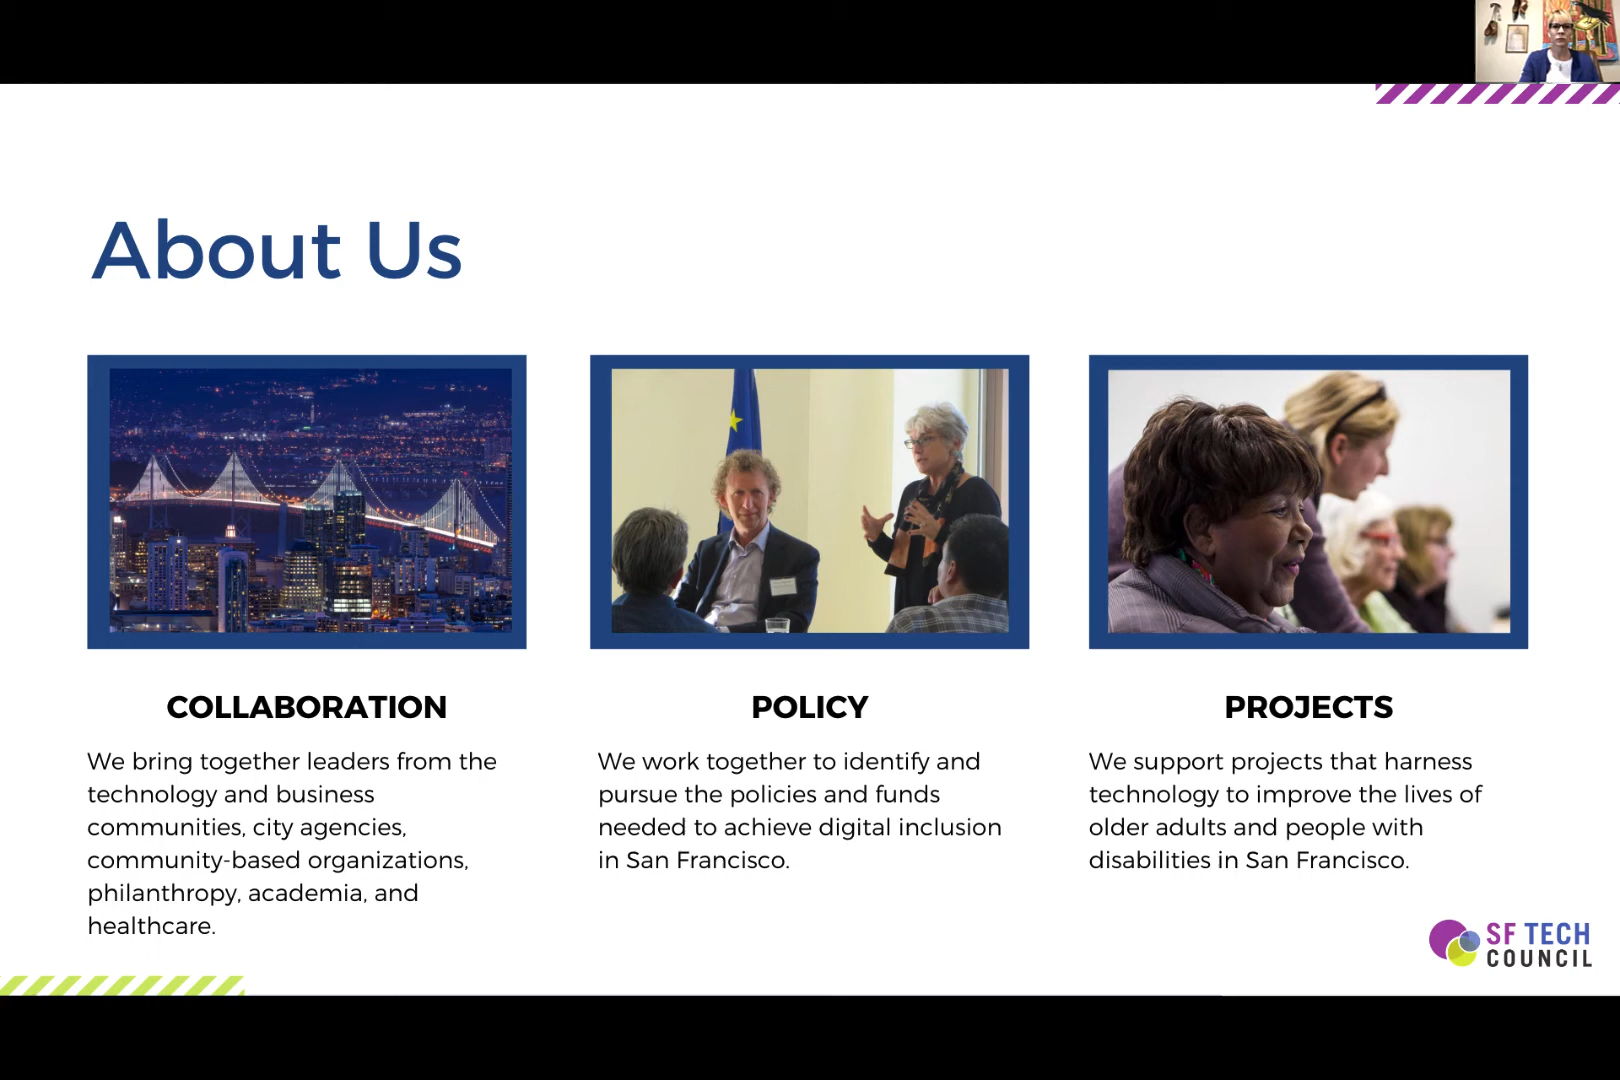 About Us
COLLABORATION
We bring together leaders from the
technology and business
communities, city agencies,
community-based organizations,
philanthropy, academia, and
healthcare.
POLICY
We work together to identify and
pursue the policies and funds
needed to achieve digital inclusion
in San Francisco.
PROJECTS
We support projects that harness
technology to improve the lives of
older adults and people with
disabilities in San Francisco.
SF TECH
COUNCIL